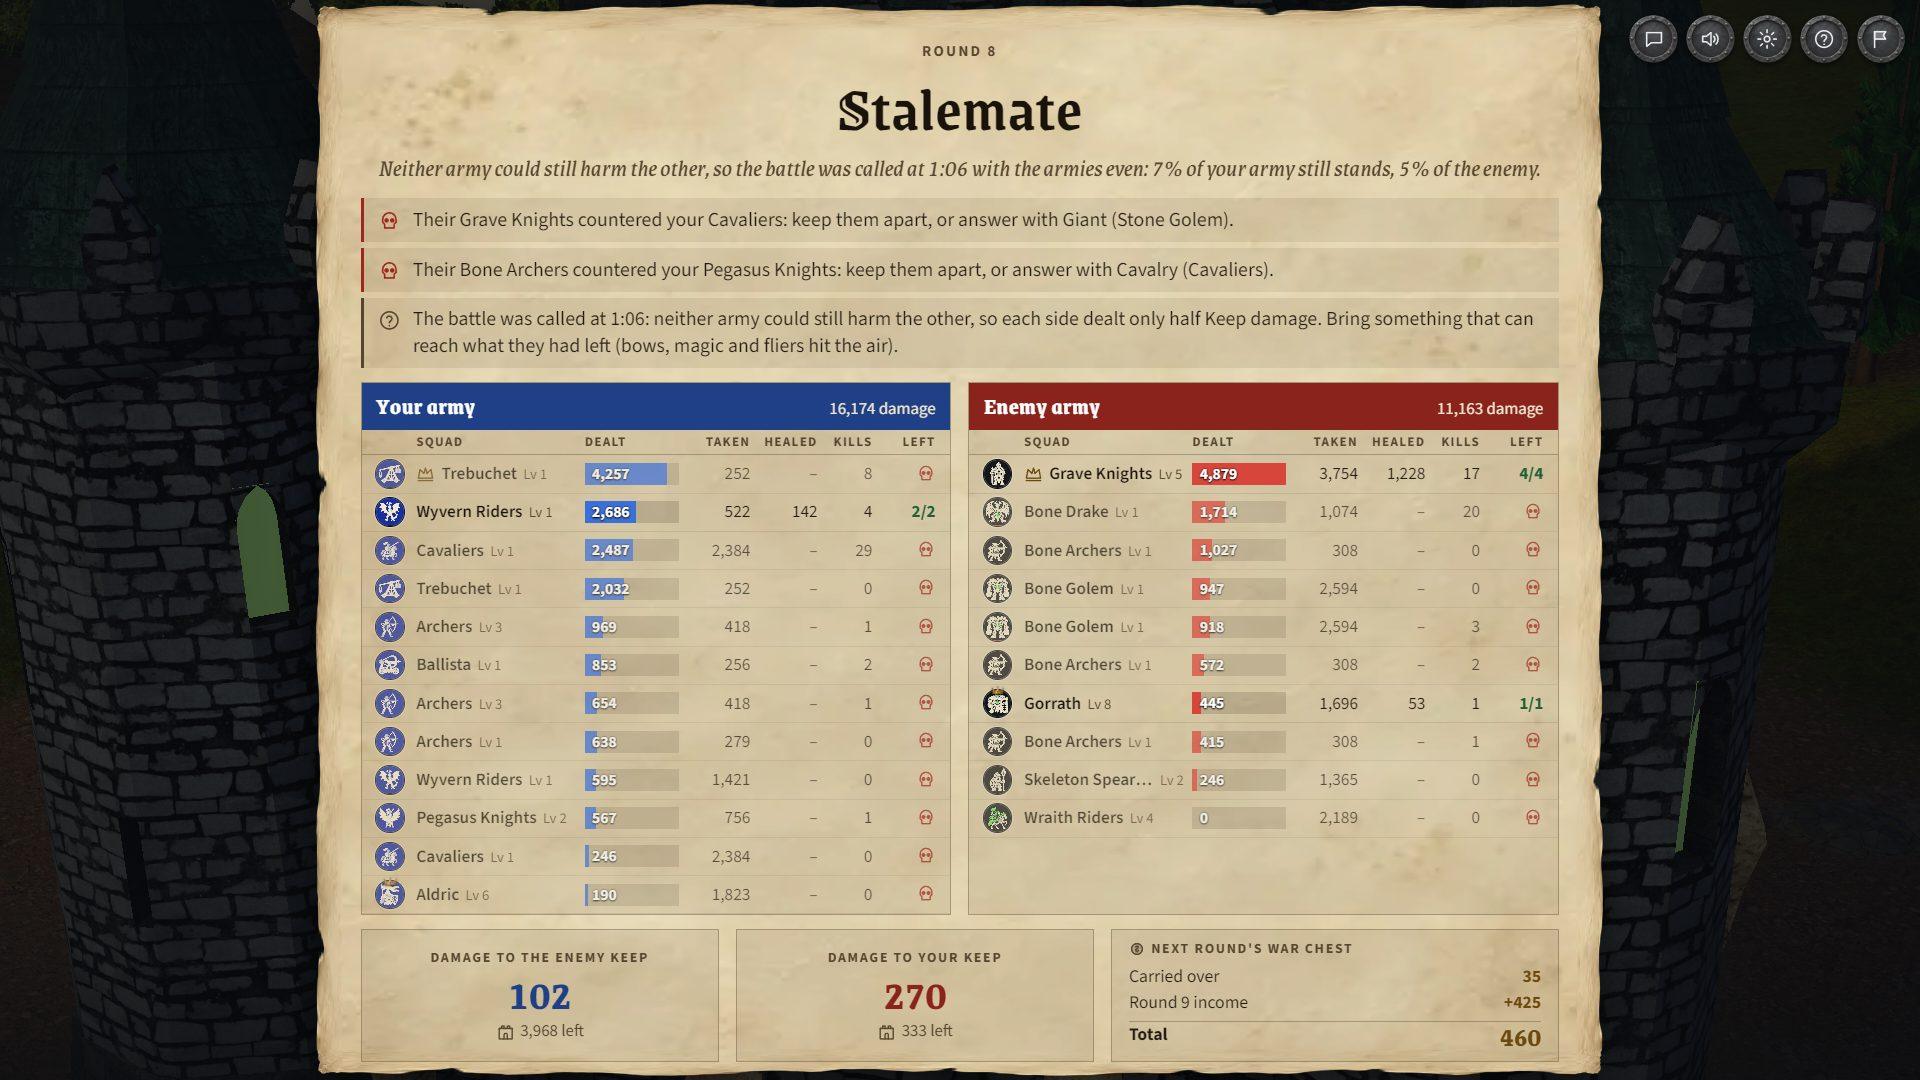 ROUND 8
Stalemate
Neither army could still harm the other, so the battle was called at 1:06 with the armies even: 7% of your army still stands, 5% of the enemy.
Their Grave Knights countered your Cavaliers: keep them apart, or answer with Giant (Stone Golem).
Their Bone Archers countered your Pegasus Knights: keep them apart, or answer with Cavalry (Cavaliers).
The battle was called at 1:06: neither army could still harm the other, so each side dealt only half Keep damage. Bring something that can
reach what they had left (bows, magic and fliers hit the air).
Your army 16,174 damage
SQUAD DEALT TAKEN HEALED KILLS LEFT
Trebuchet Lv 1 4,257 252 – 8
Wyvern Riders Lv 1 2,686 522 142 4 2/2
Cavaliers Lv 1 2,487 2,384 – 29
Trebuchet Lv 1 2,032 252 – 0
Archers Lv 3 969 418 – 1
Ballista Lv 1 853 256 – 2
Archers Lv 3 654 418 – 1
Archers Lv 1 638 279 – 0
Wyvern Riders Lv 1 595 1,421 – 0
Pegasus Knights Lv 2 567 756 – 1
Cavaliers Lv 1 246 2,384 – 0
Aldric Lv 6 190 1,823 – 0
Enemy army 11,163 damage
SQUAD DEALT TAKEN HEALED KILLS LEFT
Grave Knights Lv 5 4,879 3,754 1,228 17 4/4
Bone Drake Lv 1 1,714 1,074 – 20
Bone Archers Lv 1 1,027 308 – 0
Bone Golem Lv 1 947 2,594 – 0
Bone Golem Lv 1 918 2,594 – 3
Bone Archers Lv 1 572 308 – 2
Gorrath Lv 8 445 1,696 53 1 1/1
Bone Archers Lv 1 415 308 – 1
Skeleton Spear… Lv 2 246 1,365 – 0
Wraith Riders Lv 4 0 2,189 – 0
DAMAGE TO THE ENEMY KEEP
102
3,968 left
DAMAGE TO YOUR KEEP
270
333 left
NEXT ROUND'S WAR CHEST
Carried over 35
Round 9 income +425
Total 460